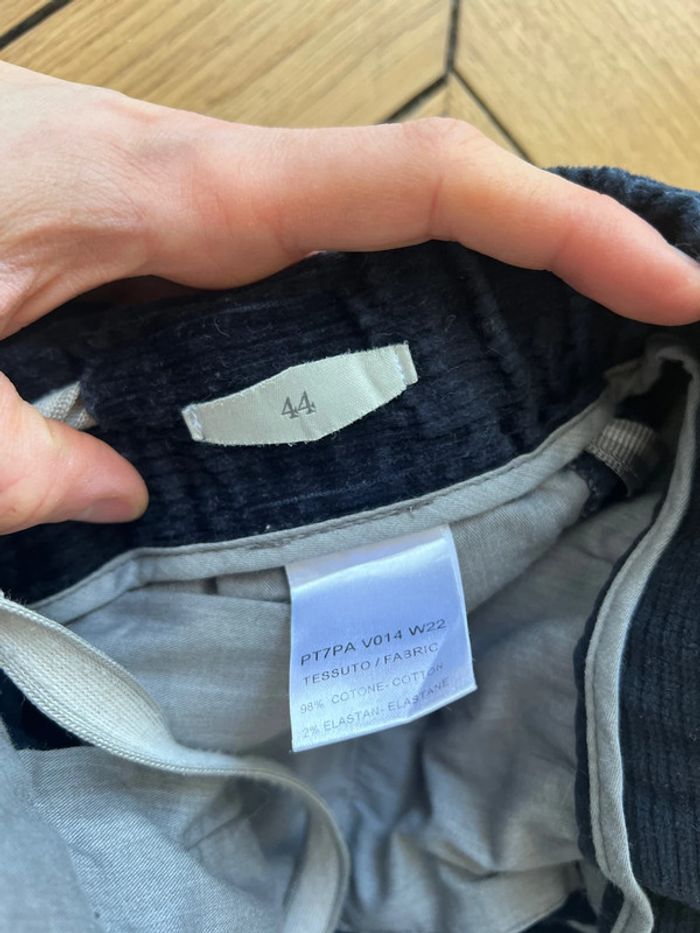 44
PT7PA V014 W22
TESSUTO / FABRIC
98% COTONE-COTTON
2% ELASTAN-ELASTANE